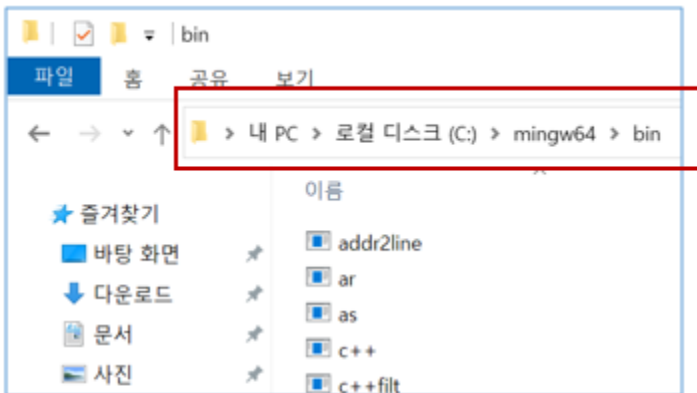 bin
파일 홈 공유 보기
내 PC > 로컬 디스크 (C:) > mingw64 > bin
이름
즐겨찾기
바탕 화면
다운로드
문서
사진
addr2line
ar
as
c++
c++filt